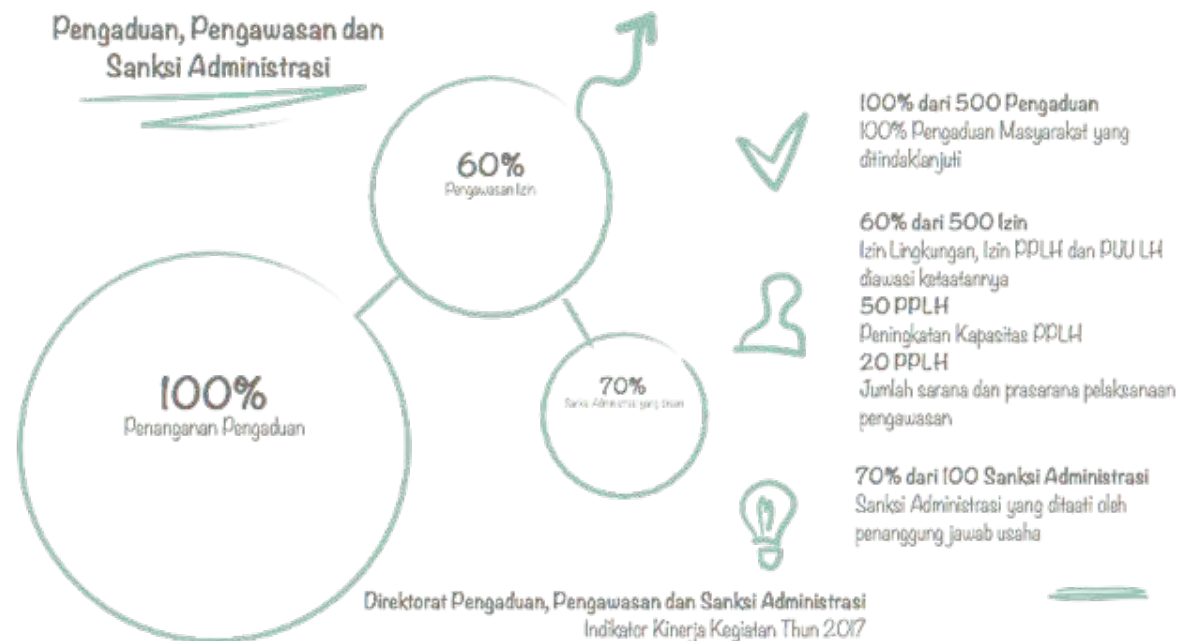 Pengaduan, Pengawasan dan
Sanksi Administrasi
60%
Pengawasan Izin
100%
Penanganan Pengaduan
70%
Sanksi Administrasi yang
100% dari 500 Pengaduan
100% Pengaduan Masyarakat yang
ditindaklanjuti
60% dari 500 Izin
Izin Lingkungan, Izin PPLH dan PUU LH
diawasi ketaatannya
50 PPLH
Peningkatan Kapasitas PPLH
20 PPLH
Jumlah sarana dan prasarana pelaksanaan
pengawasan
70% dari 100 Sanksi Administrasi
Sanksi Administrasi yang ditaati oleh
penanggung jawab usaha
Direktorat Pengaduan, Pengawasan dan Sanksi Administrasi
Indikator Kinerja Kegiatan Thun 2017